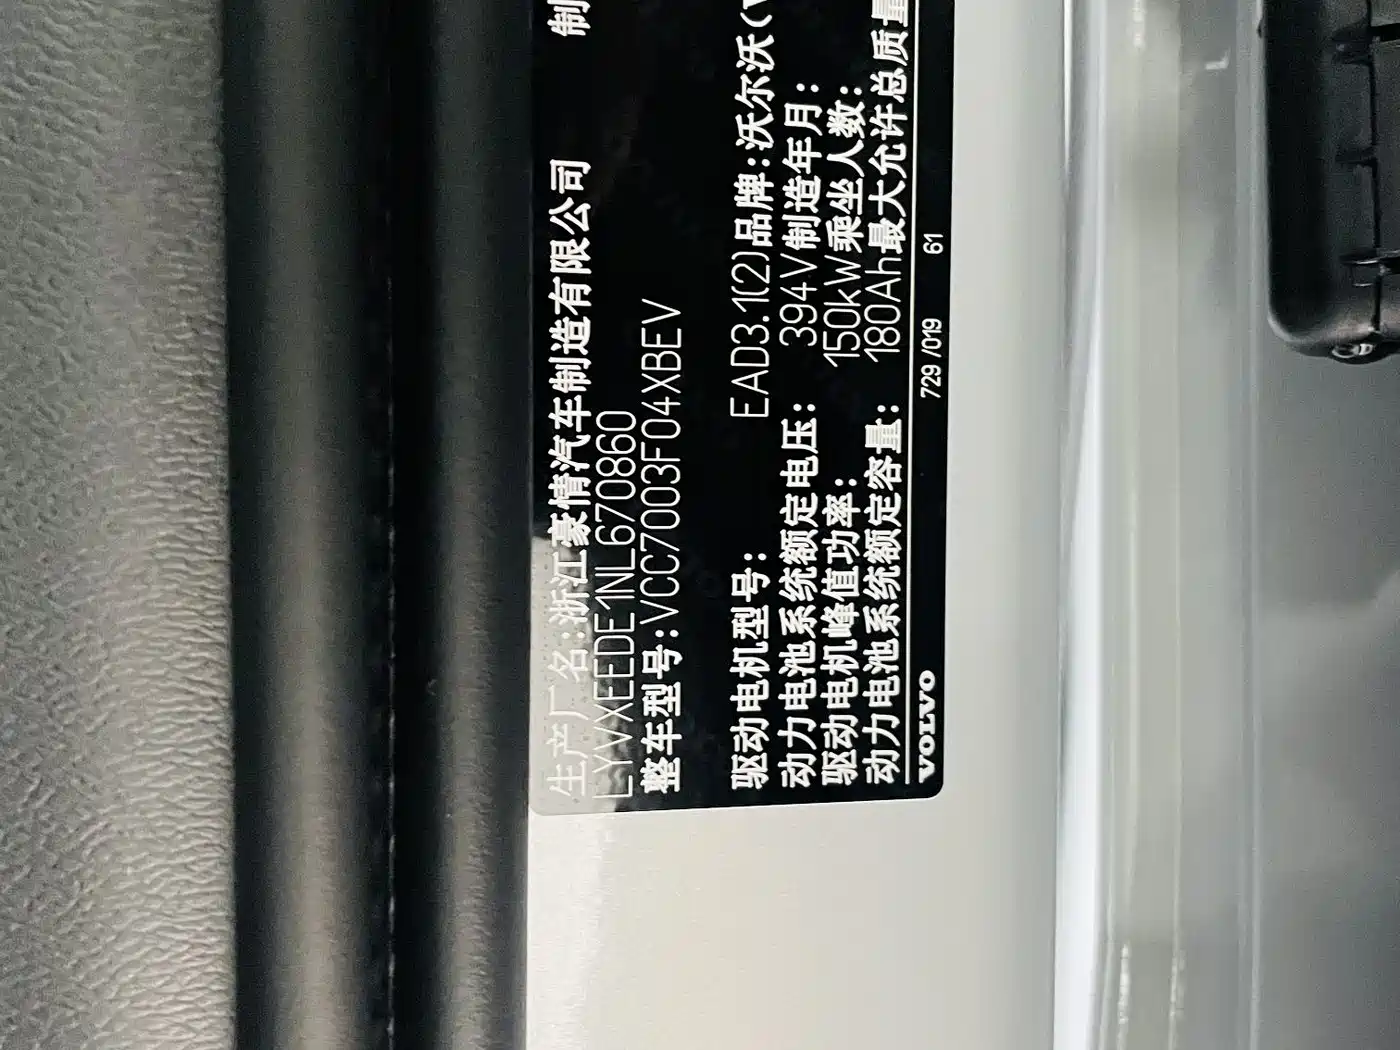 生产厂名:浙江豪情汽车制造有限公司 制
LYVXEEDE1NL670860
整车型号:VCC7003F04XBEV
驱动电机型号: EAD3.1(2)品牌:沃尔沃(
动力电池系统额定电压: 394V制造年月:
驱动电机峰值功率: 150kW乘坐人数:
动力电池系统额定容量: 180Ah最大允许总质量
VOLVO 729 /019 61